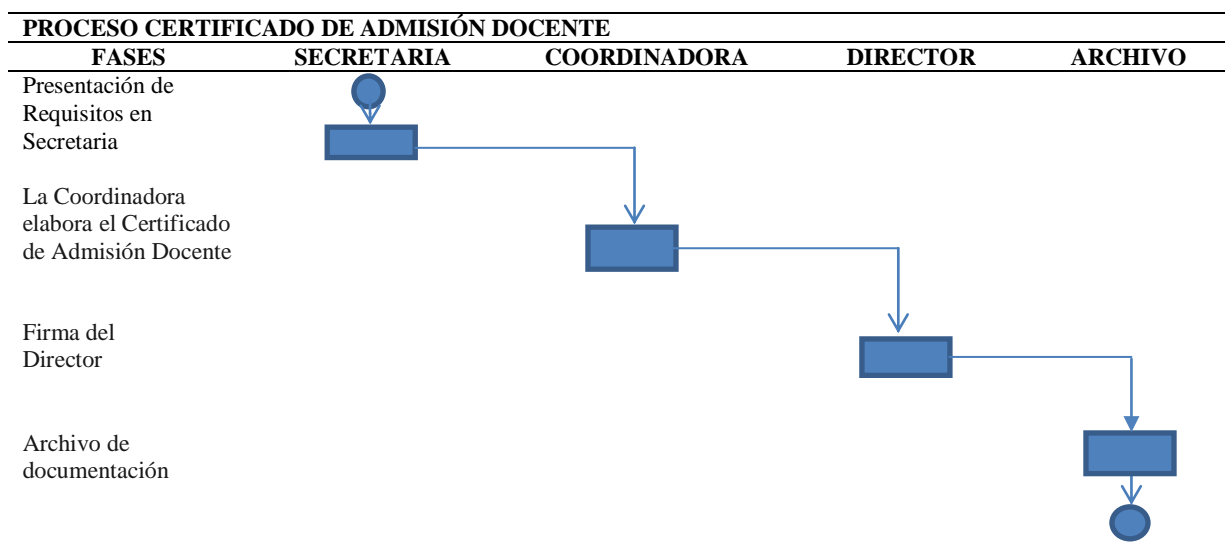 PROCESO CERTIFICADO DE ADMISIÓN DOCENTE
FASES SECRETARIA COORDINADORA DIRECTOR ARCHIVO
Presentación de
Requisitos en
Secretaria
La Coordinadora
elabora el Certificado
de Admisión Docente
Firma del
Director
Archivo de
documentación